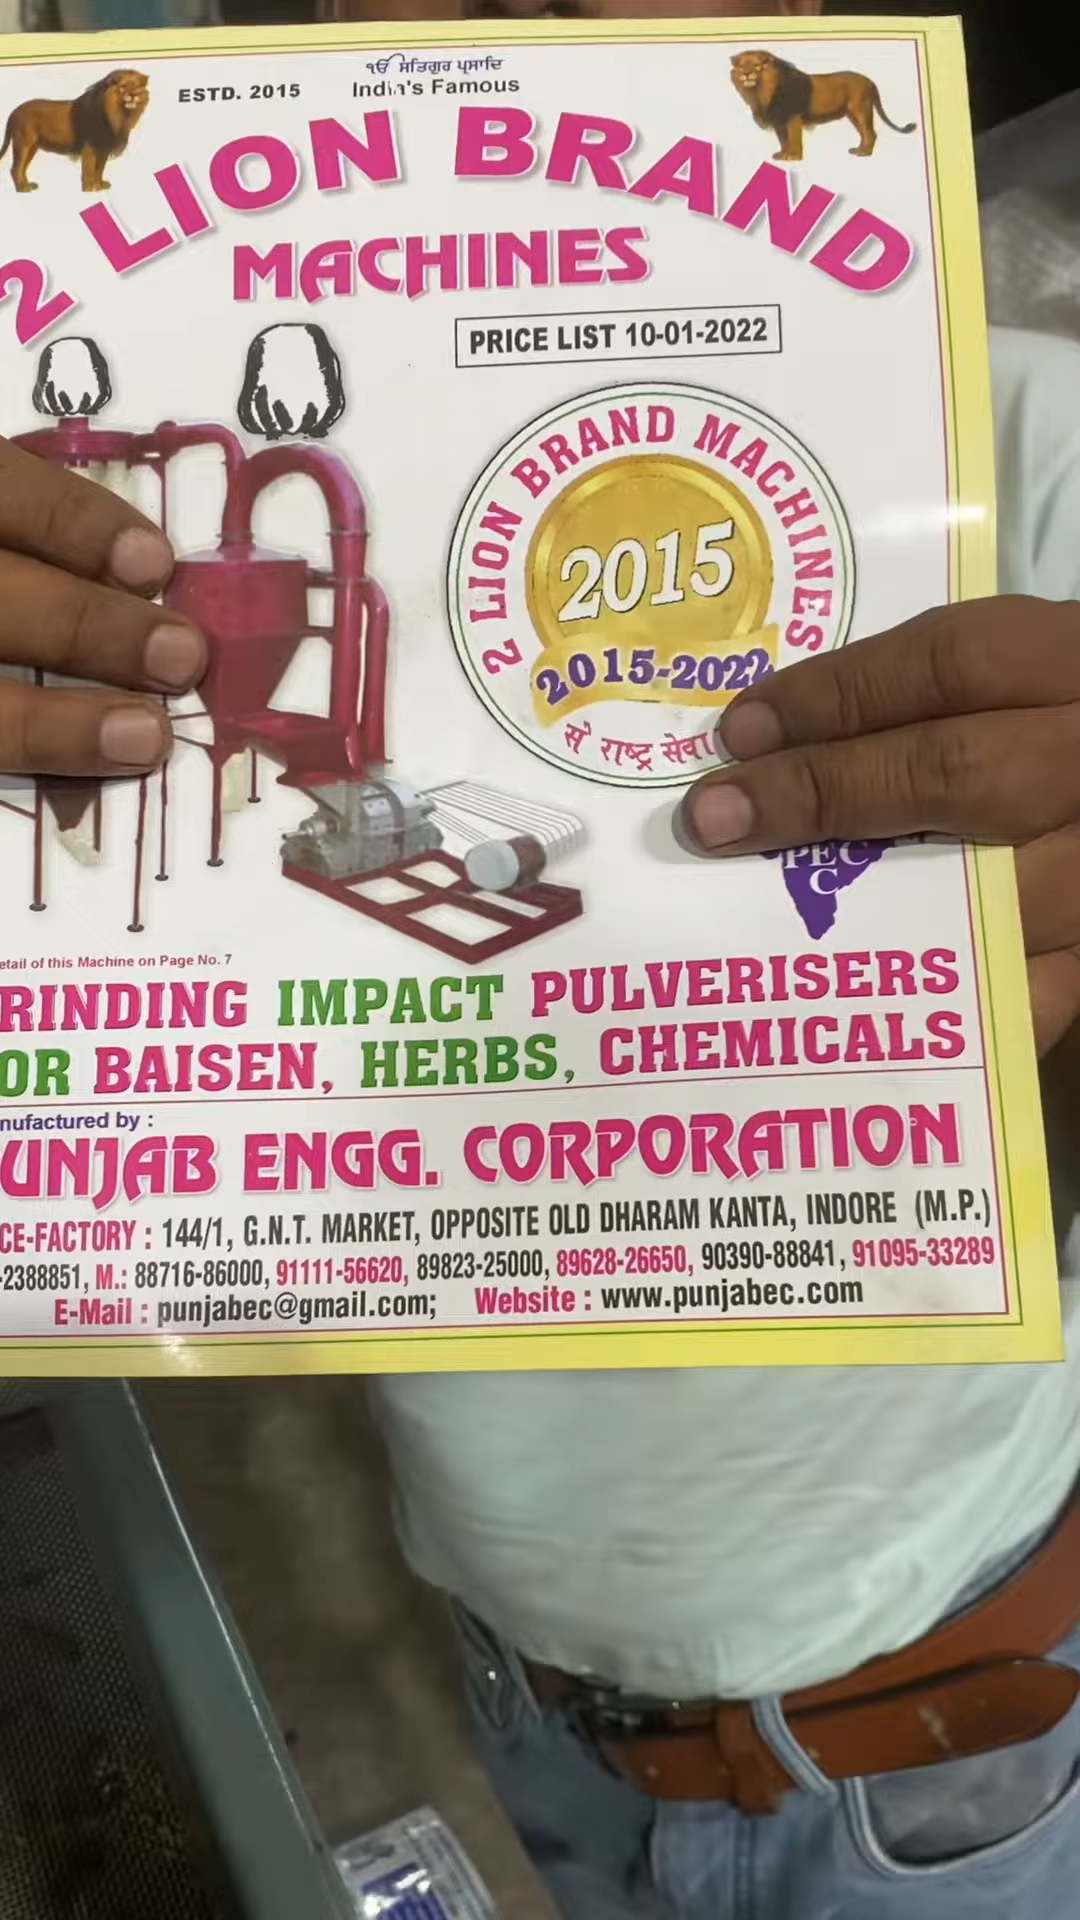 ੴ ਸਤਿਗੁਰ ਪ੍ਰਸਾਦਿ
ESTD. 2015
India's Famous
2 LION BRAND
MACHINES
PRICE LIST 10-01-2022
2 LION BRAND MACHINES
2015
2015-2022
से राष्ट्र सेवा
PEC
C
etail of this Machine on Page No. 7
RINDING IMPACT PULVERISERS
OR BAISEN, HERBS, CHEMICALS
nufactured by :
UNJAB ENGG. CORPORATION
CE-FACTORY : 144/1, G.N.T. MARKET, OPPOSITE OLD DHARAM KANTA, INDORE (M.P.)
-2388851, M.: 88716-86000, 91111-56620, 89823-25000, 89628-26650, 90390-88841, 91095-33289
E-Mail : punjabec@gmail.com; Website : www.punjabec.com